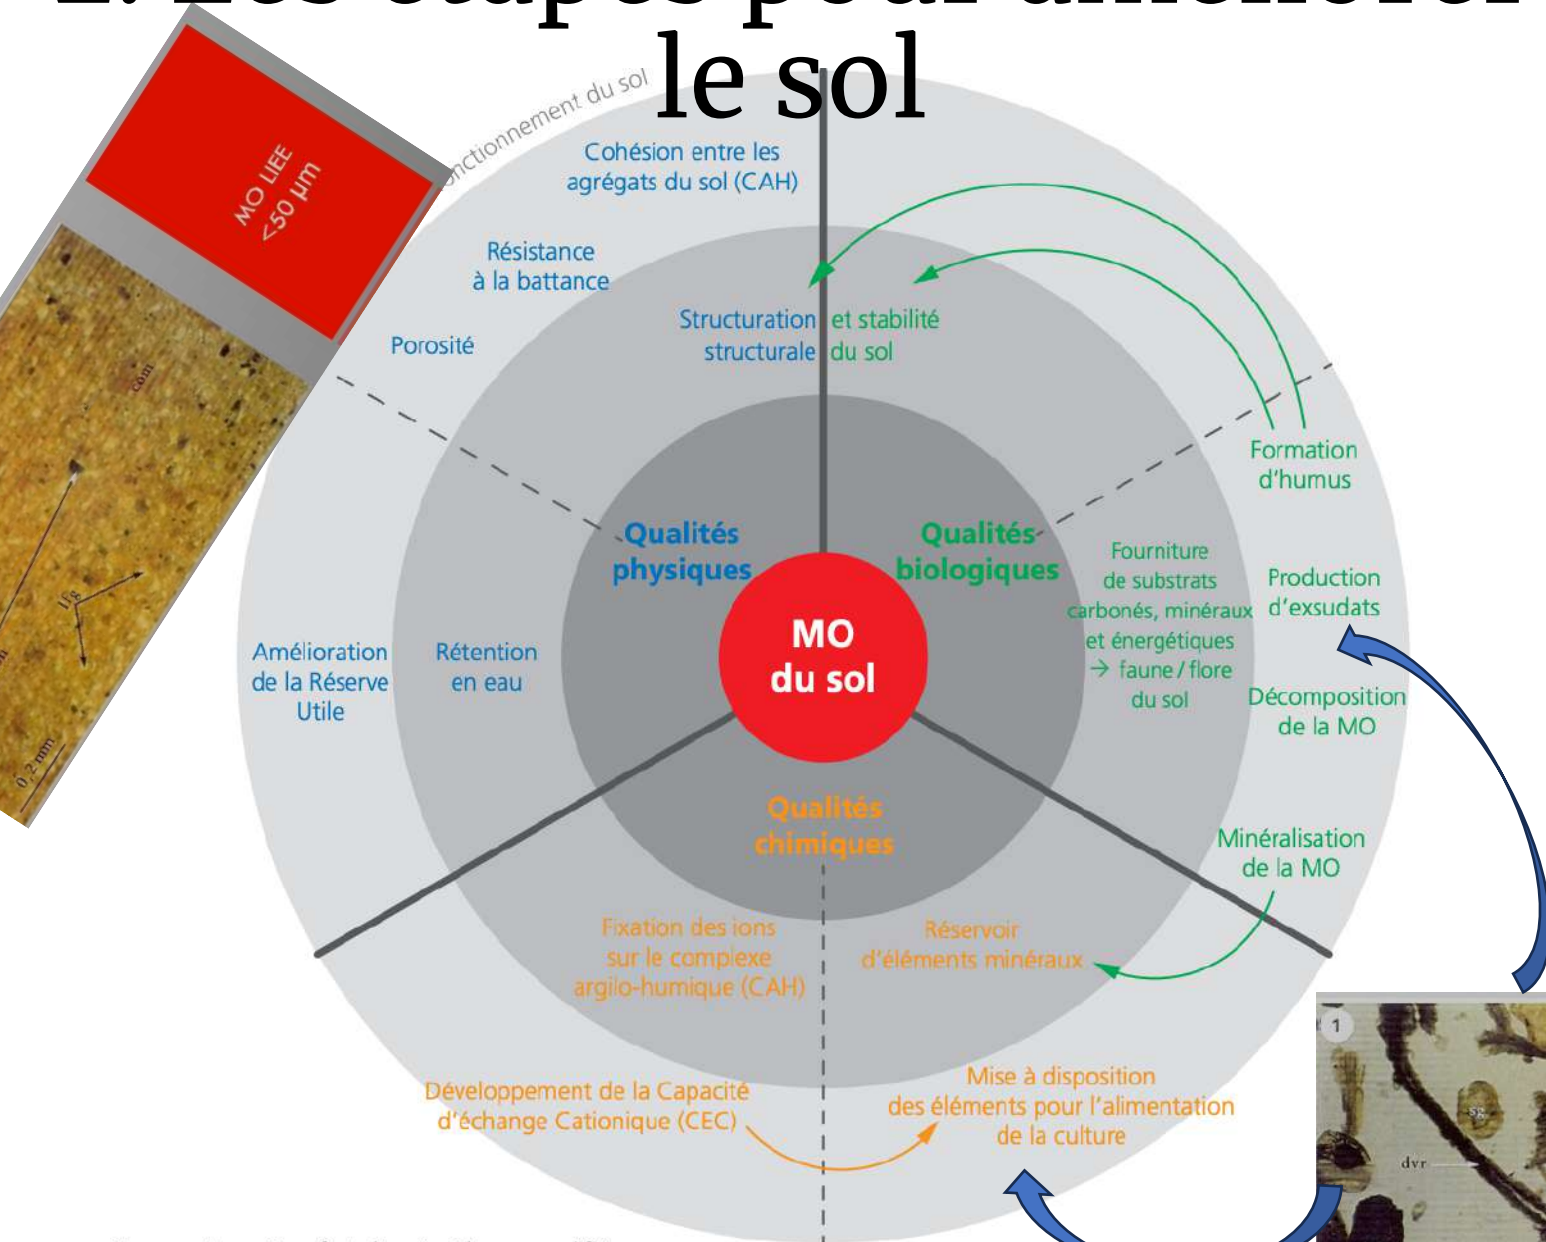 le sol
onctionnement du sol
MO LIEE
<50 µm
com
lfg
0,2 mm
Cohésion entre les
agrégats du sol (CAH)
Résistance
à la battance
Porosité
Structuration et stabilité
structurale du sol
Formation
d'humus
Qualités
physiques
Qualités
biologiques
Fourniture
de substrats
carbonés, minéraux
et énergétiques
→ faune / flore
du sol
Production
d'exsudats
Décomposition
de la MO
MO
du sol
Amélioration
de la Réserve
Utile
Rétention
en eau
Qualités
chimiques
Minéralisation
de la MO
Fixation des ions
sur le complexe
argilo-humique (CAH)
Réservoir
d'éléments minéraux
Développement de la Capacité
d'échange Cationique (CEC)
Mise à disposition
des éléments pour l'alimentation
de la culture
1
sg
dvr